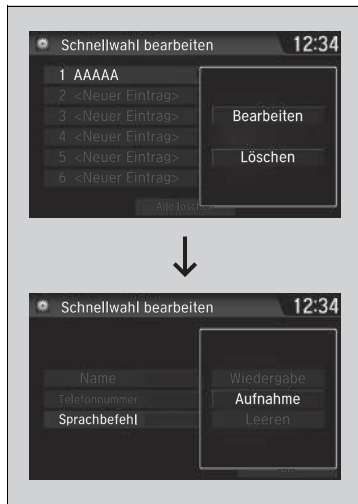 Schnellwahl bearbeiten 12:34
1 AAAAA
2 <Neuer Eintrag>
3 <Neuer Eintrag>
Bearbeiten
4 <Neuer Eintrag>
5 <Neuer Eintrag>
Löschen
6 <Neuer Eintrag>
Alle
Schnellwahl bearbeiten 12:34
Name Wiedergabe
Telefonnummer Aufnahme
Sprachbefehl Leeren